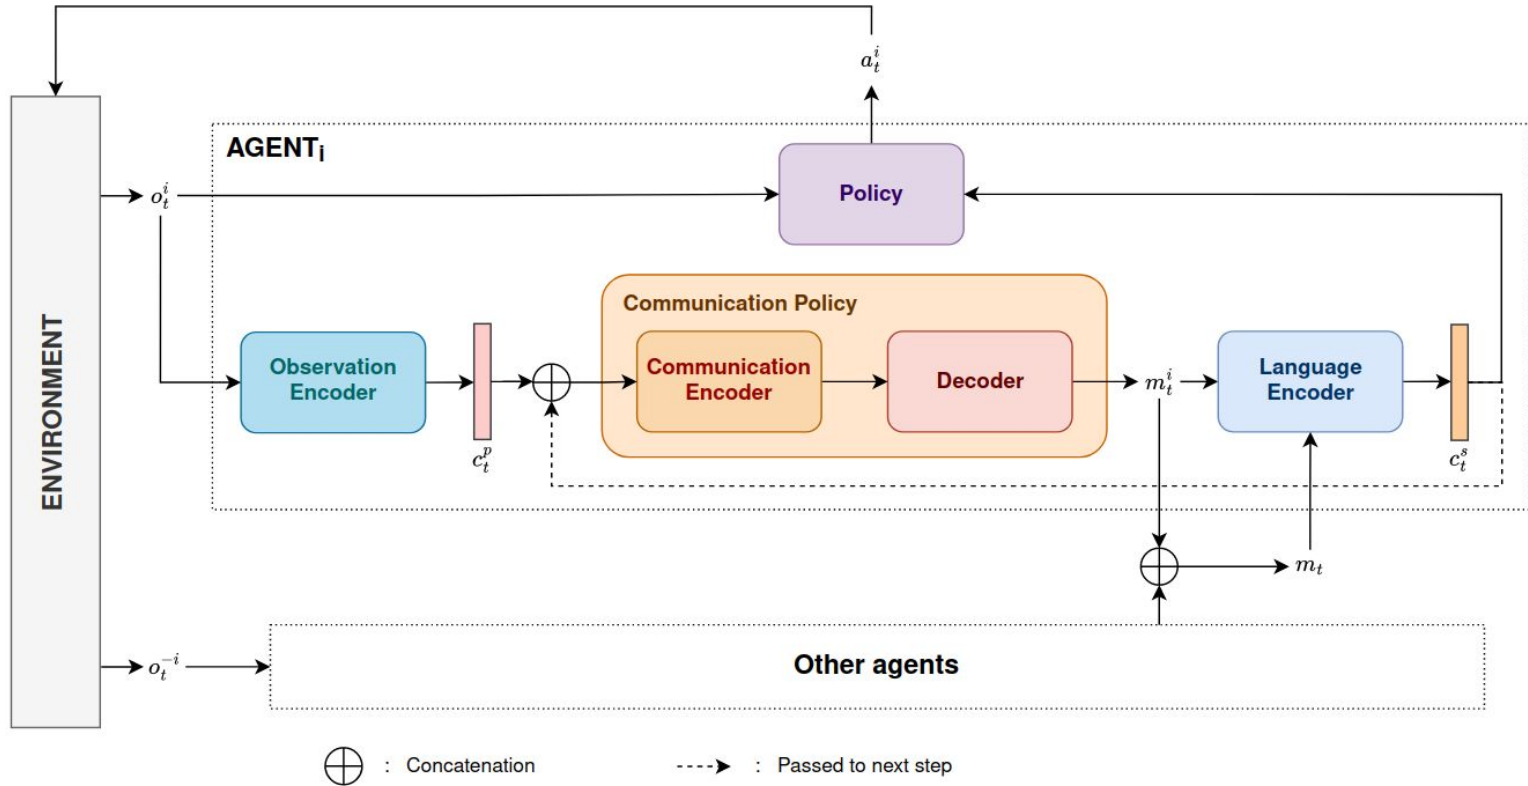 a_t^i
AGENT_i
o_t^i
Policy
ENVIRONMENT
Communication Policy
Observation
Encoder
Communication
Encoder
Decoder
m_t^i
Language
Encoder
c_t^p
c_t^s
m_t
o_t^{-i}
Other agents
: Concatenation
: Passed to next step